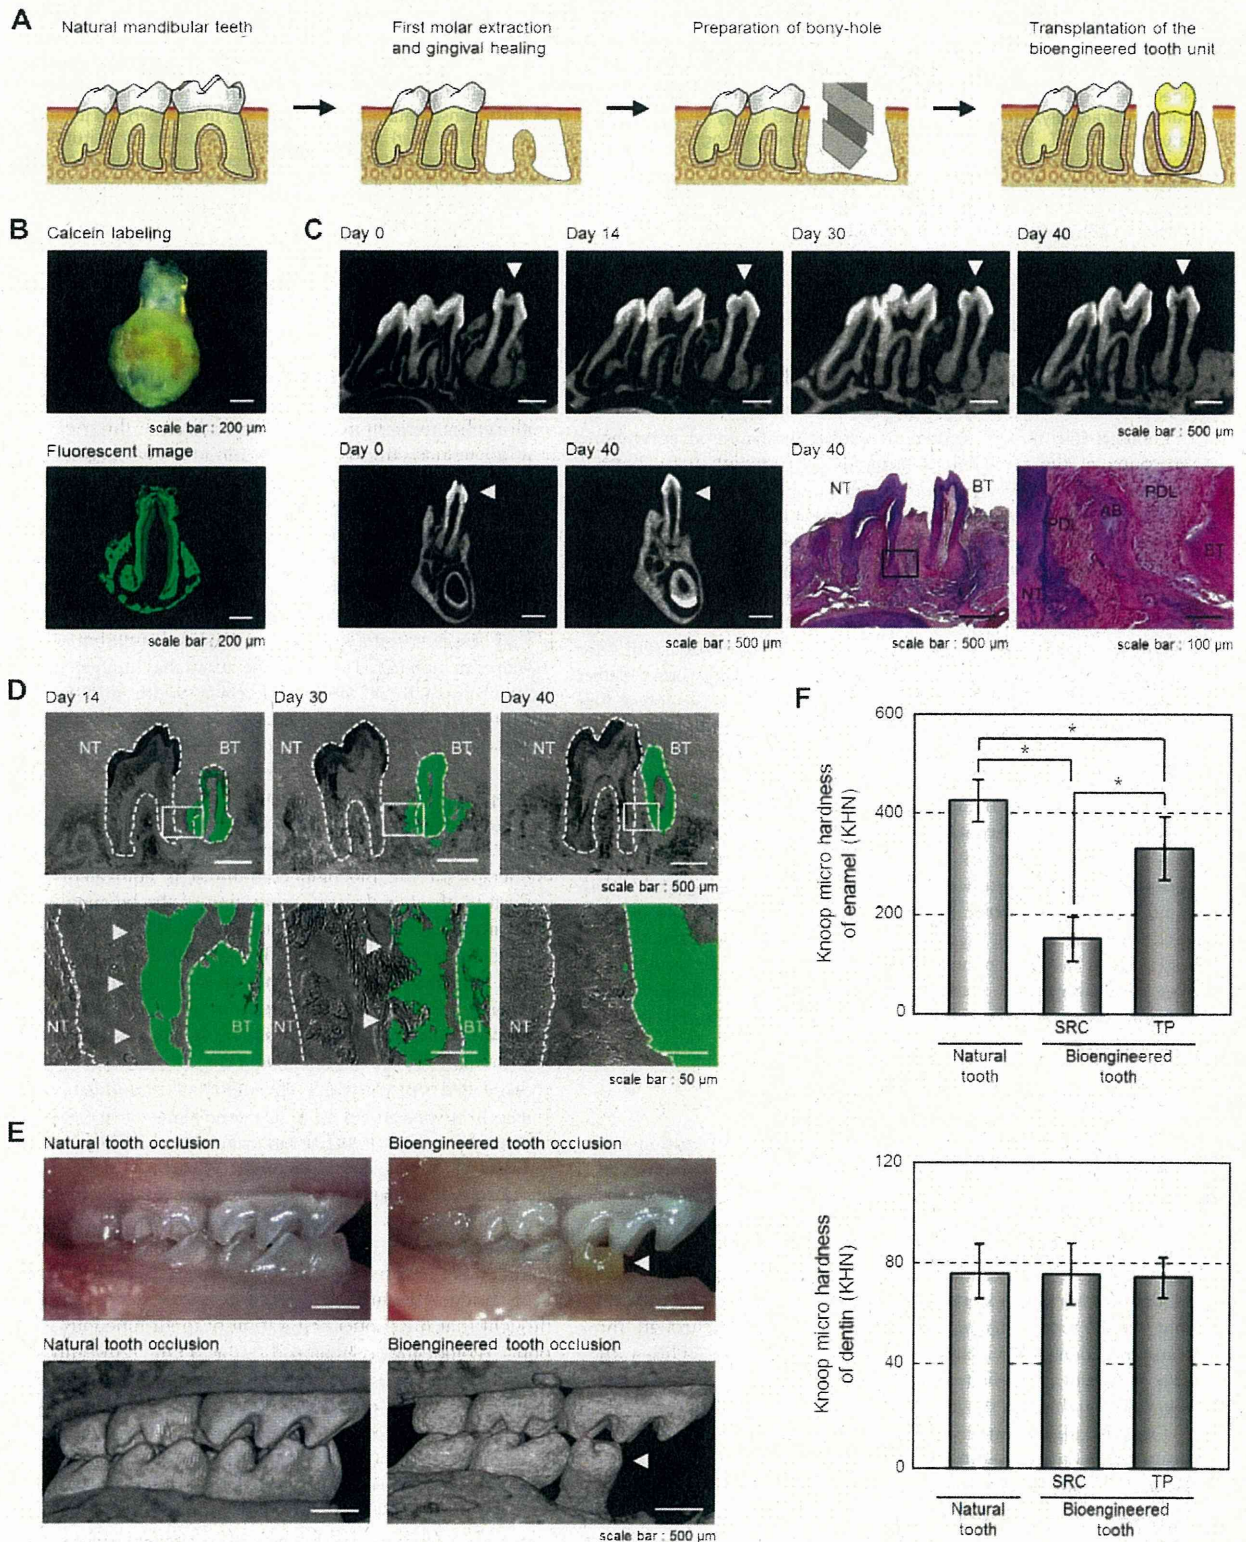 A
Natural mandibular teeth
First molar extraction
and gingival healing
Preparation of bony-hole
Transplantation of the
bioengineered tooth unit
B
Calcein labeling
scale bar : 200 µm
Fluorescent image
scale bar : 200 µm
C
Day 0
Day 14
Day 30
Day 40
scale bar : 500 µm
Day 0
Day 40
Day 40
NT
BT
PDL
AB
PDL
BT
NT
scale bar : 500 µm
scale bar : 500 µm
scale bar : 100 µm
D
Day 14
Day 30
Day 40
NT
BT
NT
BT
NT
BT
scale bar : 500 µm
NT
BT
NT
BT
NT
scale bar : 50 µm
E
Natural tooth occlusion
Bioengineered tooth occlusion
Natural tooth occlusion
Bioengineered tooth occlusion
scale bar : 500 µm
F
Knoop micro hardness
of enamel (KHN)
600
400
200
0
*
*
*
SRC
TP
Natural
tooth
Bioengineered
tooth
Knoop micro hardness
of dentin (KHN)
120
80
40
0
SRC
TP
Natural
tooth
Bioengineered
tooth